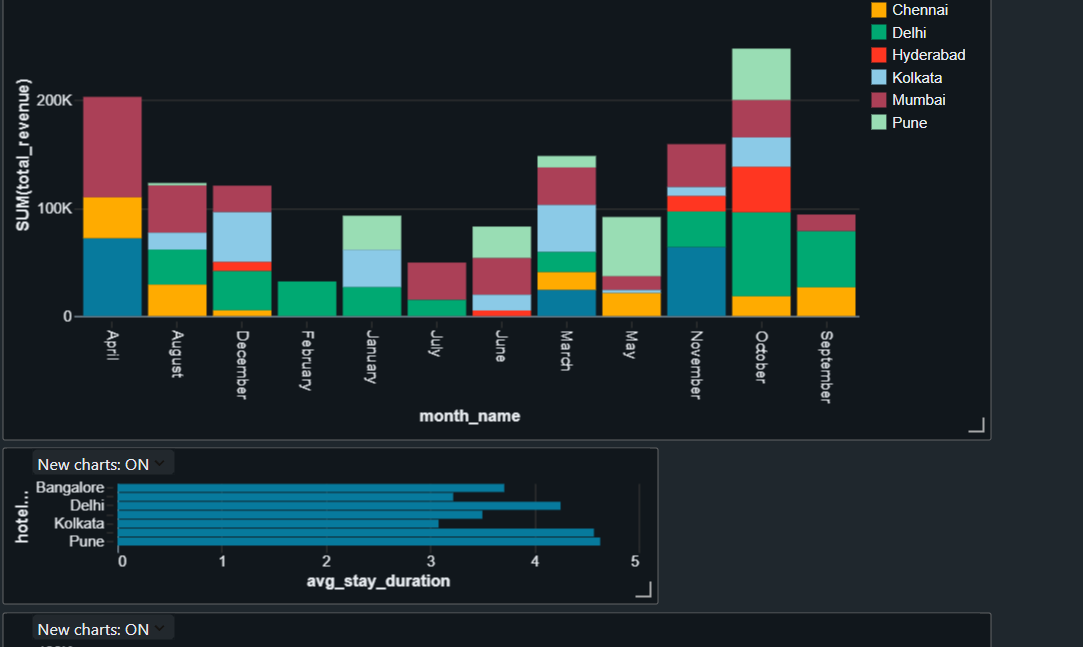 Chennai
Delhi
Hyderabad
Kolkata
Mumbai
Pune
SUM(total_revenue)
200K
100K
0
April
August
December
February
January
July
June
March
May
November
October
September
month_name
New charts: ON
hotel...
Bangalore
Delhi
Kolkata
Pune
0 1 2 3 4 5
avg_stay_duration
New charts: ON